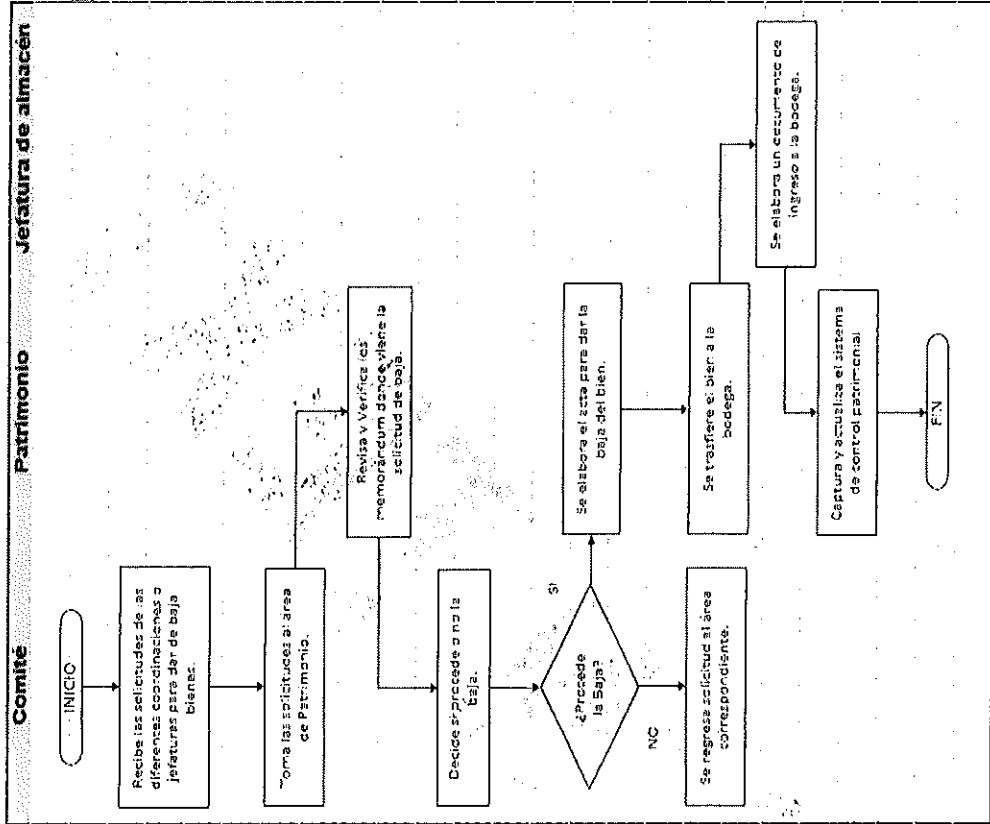 Comité Patrimonio Jefatura de almacén
INICIO
Recibe las solicitudes de las
diferentes coordinaciones o
jefaturas para dar de baja
bienes.
Toma las solicitudes al área
de Patrimonio.
Revisa y Verifica los
memorándum donde viene la
solicitud de baja.
Decide si procede o no la
baja.
¿Procede
la Baja?
SI
NO
Se regresa solicitud al área
correspondiente.
Se elabora el acta para dar la
baja del bien.
Se trasfiere el bien a la
bodega.
Se elabora un documento de
ingreso a la bodega.
Captura y actualiza el sistema
de control patrimonial
FIN